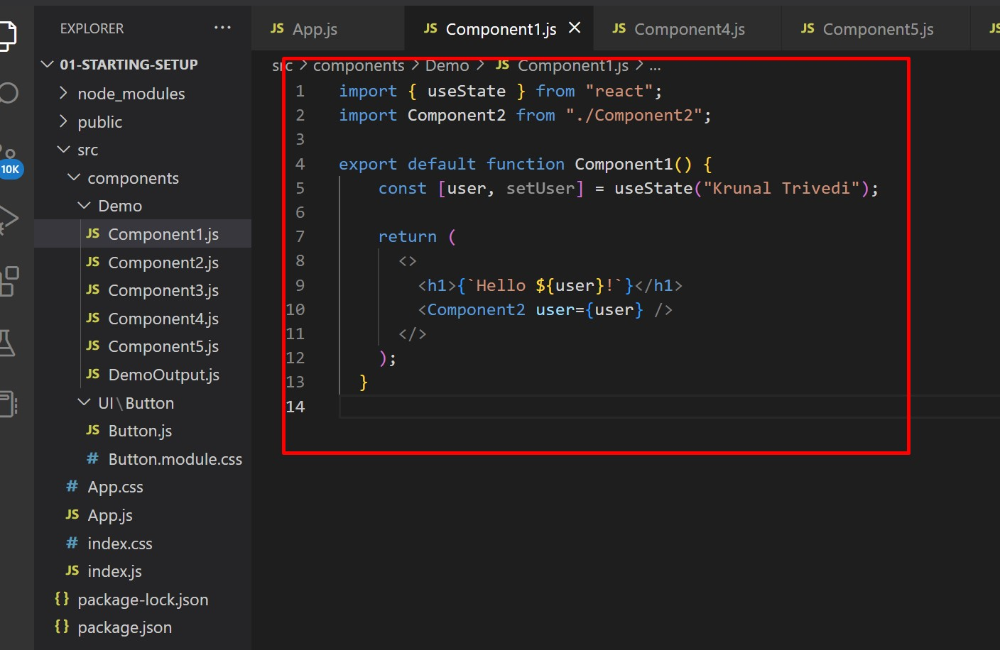 EXPLORER ...
01-STARTING-SETUP
node_modules
public
src
components
Demo
JS Component1.js
JS Component2.js
JS Component3.js
JS Component4.js
JS Component5.js
JS DemoOutput.js
UI\Button
JS Button.js
# Button.module.css
# App.css
JS App.js
# index.css
JS index.js
{} package-lock.json
{} package.json
10K
JS App.js
JS Component1.js ×
JS Component4.js
JS Component5.js
JS
src > components > Demo > JS Component1.js > ...
1 import { useState } from "react";
2 import Component2 from "./Component2";
3
4 export default function Component1() {
5 const [user, setUser] = useState("Krunal Trivedi");
6
7 return (
8 <>
9 <h1>{`Hello ${user}!`}</h1>
10 <Component2 user={user} />
11 </>
12 );
13 }
14